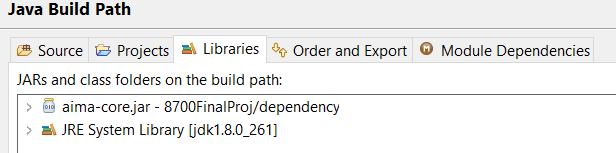 Java Build Path
Source Projects Libraries Order and Export Module Dependencies
JARs and class folders on the build path:
aima-core.jar - 8700FinalProj/dependency
JRE System Library [jdk1.8.0_261]